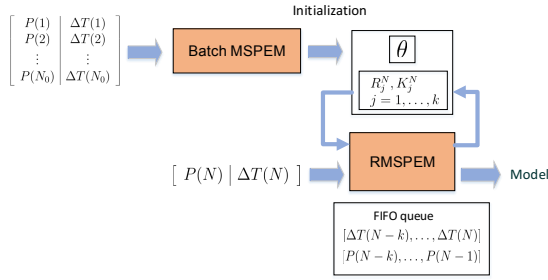 Initialization
P(1) | ΔT(1)
P(2) | ΔT(2)
⋮ | ⋮
P(N₀) | ΔT(N₀)
Batch MSPEM
θ
R_j^N, K_j^N
j = 1, . . . , k
[ P(N) | ΔT(N) ]
RMSPEM
Model
FIFO queue
[ΔT(N − k), . . . , ΔT(N)]
[P(N − k), . . . , P(N − 1)]